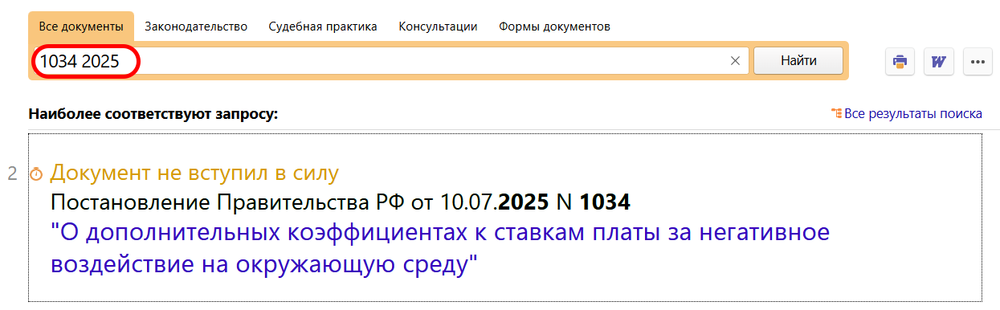 Все документы Законодательство Судебная практика Консультации Формы документов
1034 2025 × Найти W ...
Наиболее соответствуют запросу: Все результаты поиска
2 Документ не вступил в силу
Постановление Правительства РФ от 10.07.2025 N 1034
"О дополнительных коэффициентах к ставкам платы за негативное
воздействие на окружающую среду"